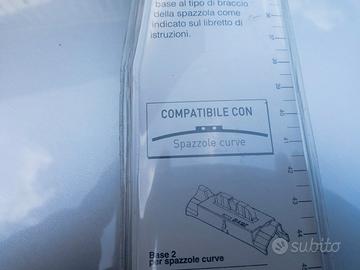 base al tipo di braccio
della spazzola come
indicato sul libretto di
istruzioni.
COMPATIBILE CON
Spazzole curve
Base 2
per spazzole curve
subito